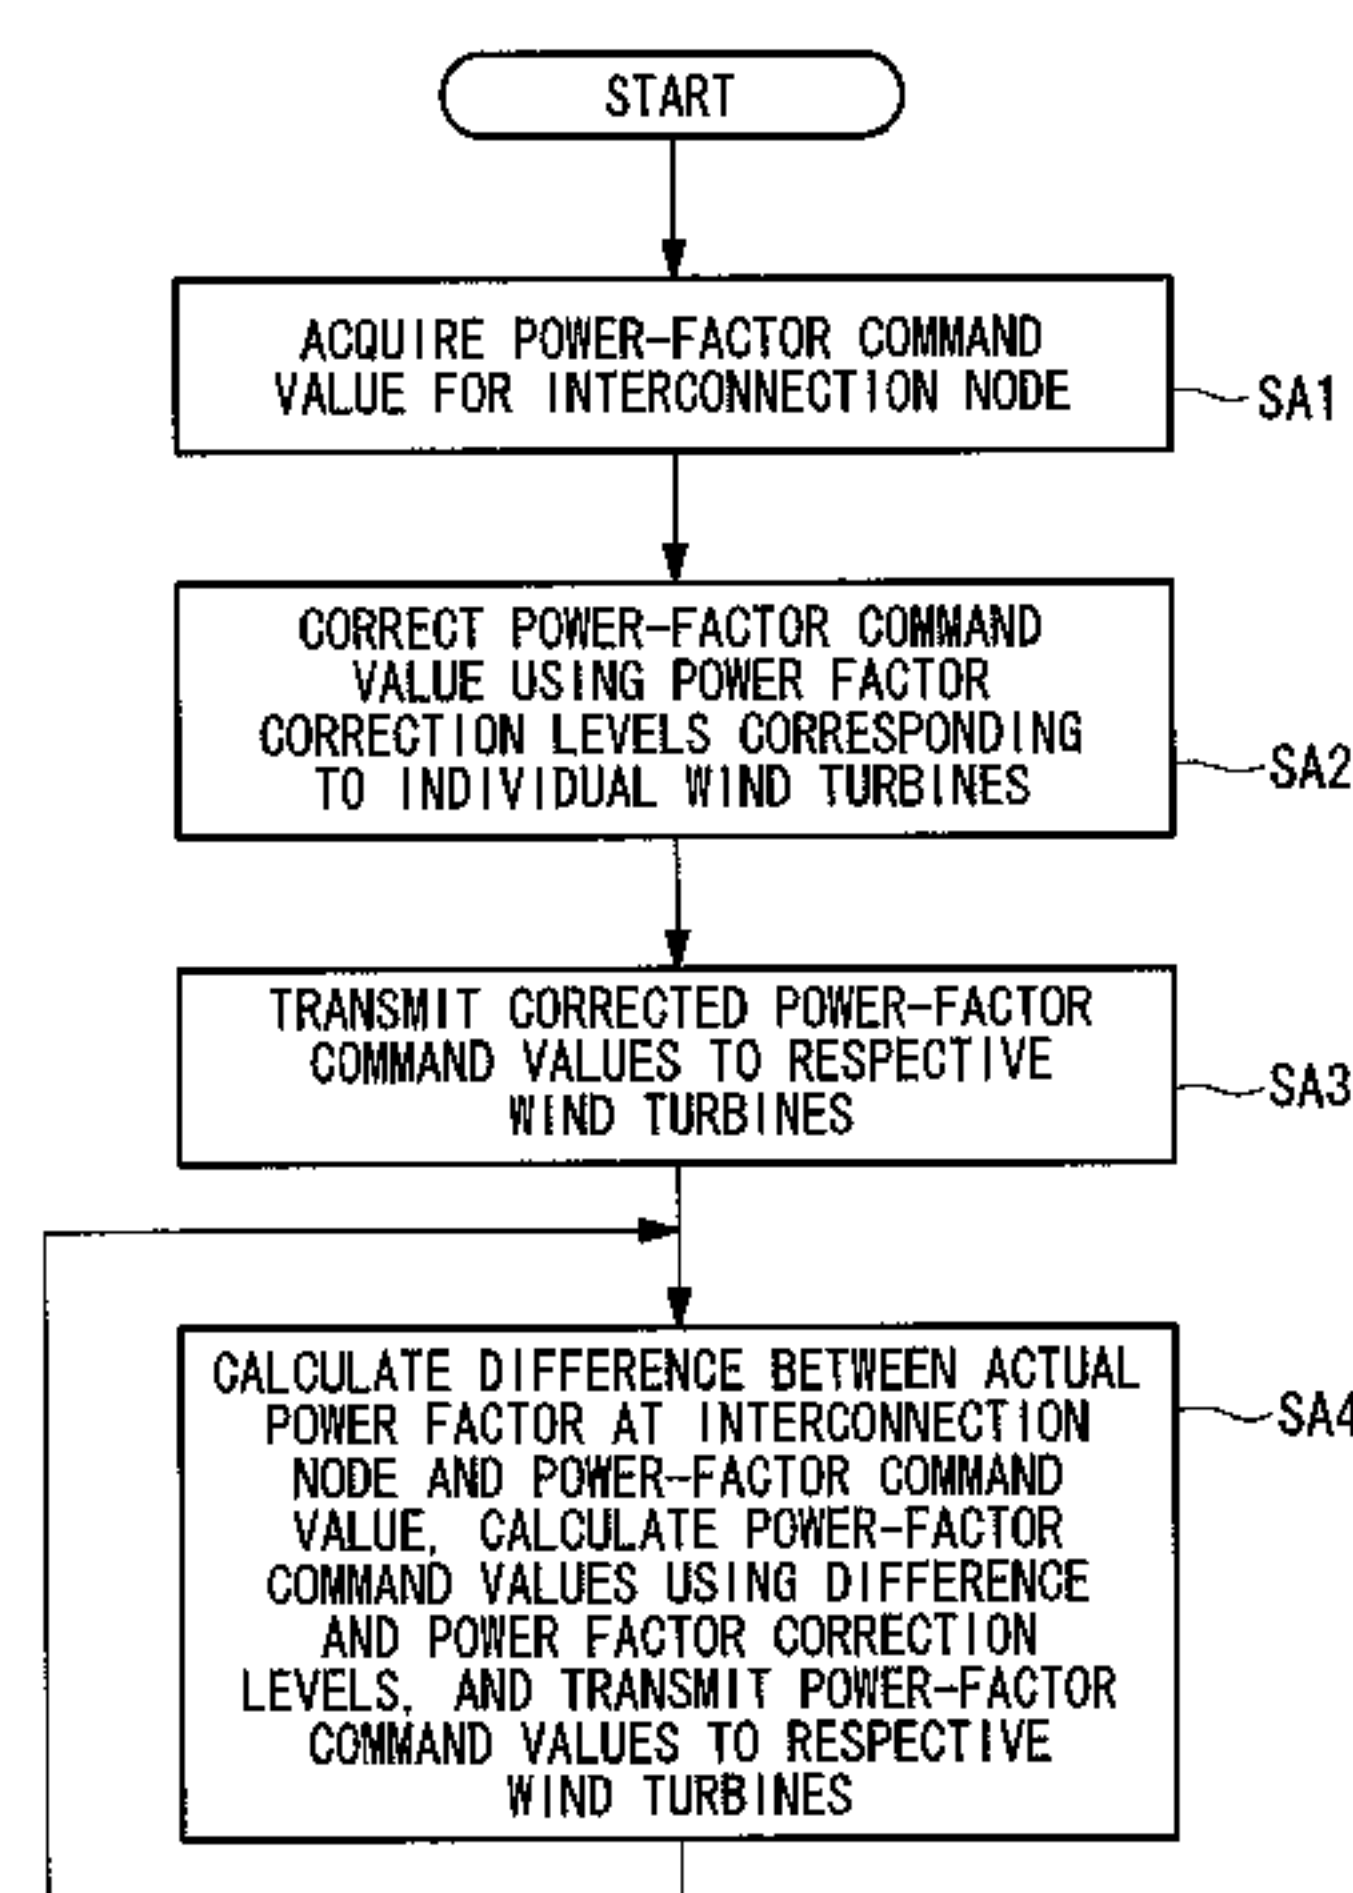 START
ACQUIRE POWER-FACTOR COMMAND
VALUE FOR INTERCONNECTION NODE
SA1
CORRECT POWER-FACTOR COMMAND
VALUE USING POWER FACTOR
CORRECTION LEVELS CORRESPONDING
TO INDIVIDUAL WIND TURBINES
SA2
TRANSMIT CORRECTED POWER-FACTOR
COMMAND VALUES TO RESPECTIVE
WIND TURBINES
SA3
CALCULATE DIFFERENCE BETWEEN ACTUAL
POWER FACTOR AT INTERCONNECTION
NODE AND POWER-FACTOR COMMAND
VALUE, CALCULATE POWER-FACTOR
COMMAND VALUES USING DIFFERENCE
AND POWER FACTOR CORRECTION
LEVELS, AND TRANSMIT POWER-FACTOR
COMMAND VALUES TO RESPECTIVE
WIND TURBINES
SA4